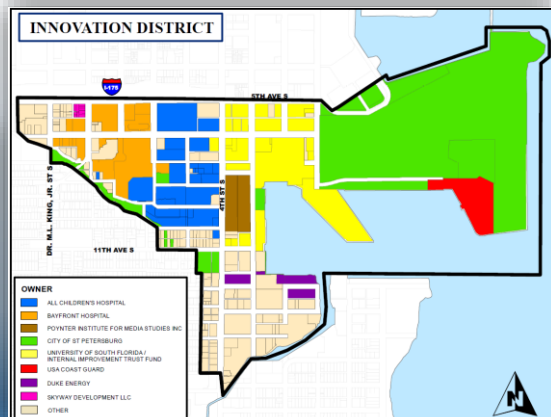 INNOVATION DISTRICT
I-175
5TH AVE S
DR. M.L. KING, JR. ST S
4TH ST S
11TH AVE S
OWNER
ALL CHILDREN'S HOSPITAL
BAYFRONT HOSPITAL
POYNTER INSTITUTE FOR MEDIA STUDIES INC
CITY OF ST PETERSBURG
UNIVERSITY OF SOUTH FLORIDA /
INTERNAL IMPROVEMENT TRUST FUND
USA COAST GUARD
DUKE ENERGY
SKYWAY DEVELOPMENT LLC
OTHER
N